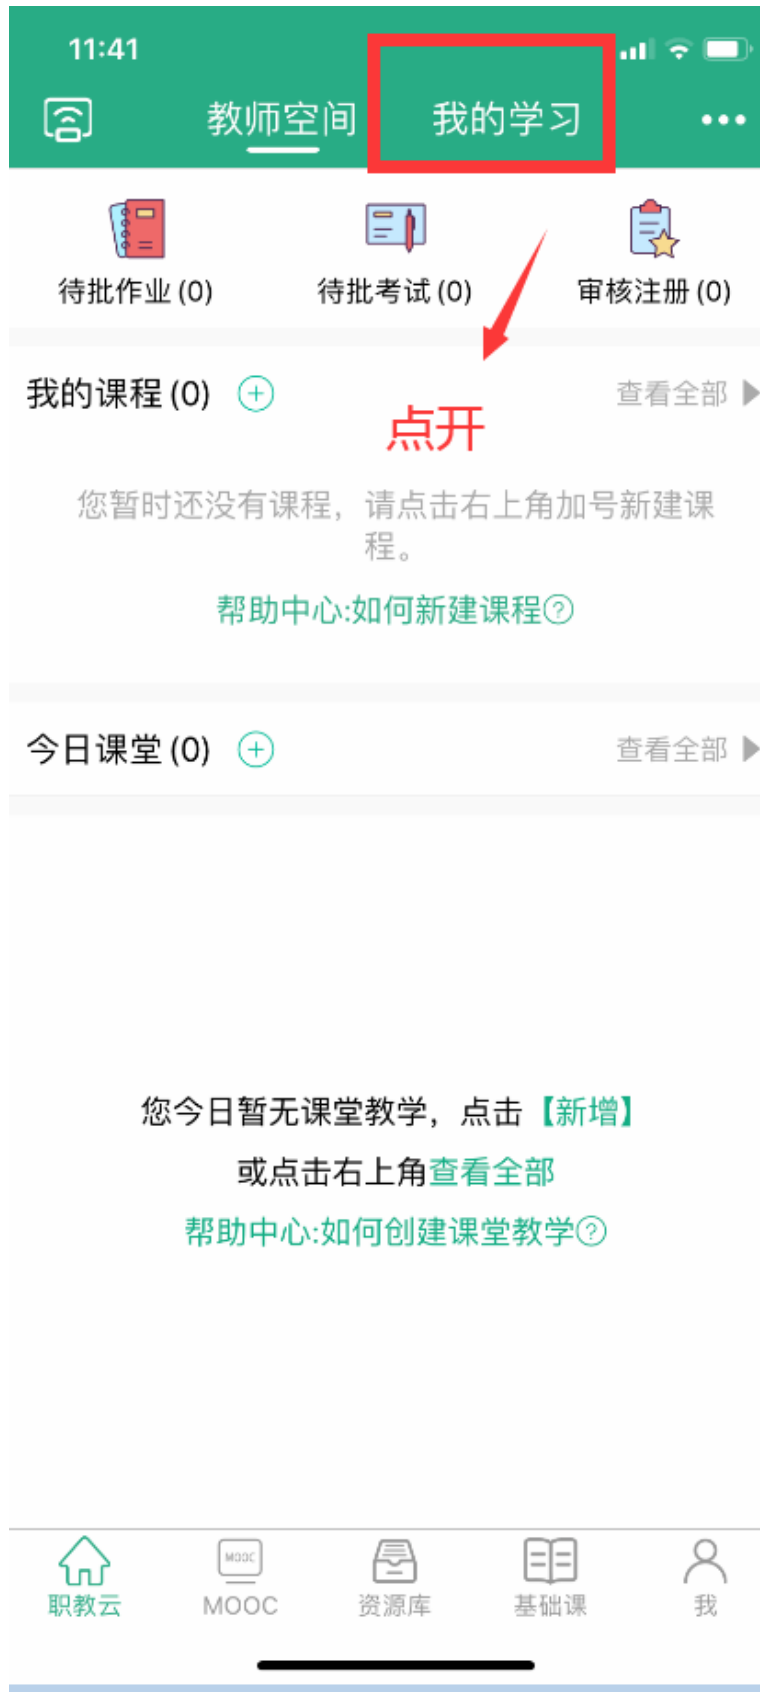 11:41
教师空间 我的学习
待批作业(0) 待批考试(0) 审核注册(0)
我的课程(0) 查看全部
点开
您暂时还没有课程，请点击右上角加号新建课
程。
帮助中心:如何新建课程?
今日课堂(0) 查看全部
您今日暂无课堂教学，点击【新增】
或点击右上角查看全部
帮助中心:如何创建课堂教学?
MOOC
职教云 MOOC 资源库 基础课 我